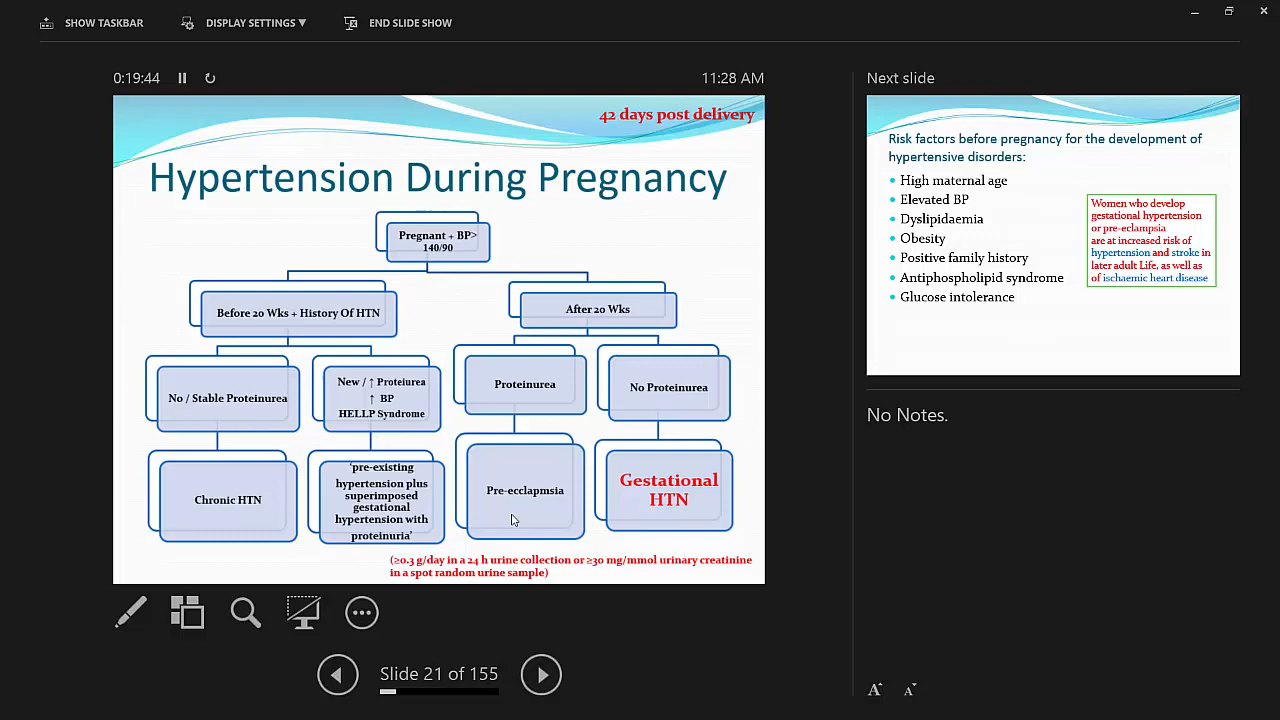 SHOW TASKBAR
DISPLAY SETTINGS ▼
END SLIDE SHOW
0:19:44
11:28 AM
42 days post delivery
Hypertension During Pregnancy
Pregnant + BP>
140/90
Before 20 Wks + History Of HTN
After 20 Wks
No / Stable Proteinurea
New / ↑ Proteiurea
↑ BP
HELLP Syndrome
Proteinurea
No Proteinurea
Chronic HTN
'pre-existing
hypertension plus
superimposed
gestational
hypertension with
proteinuria'
Pre-ecclapmsia
Gestational
HTN
(≥0.3 g/day in a 24 h urine collection or ≥30 mg/mmol urinary creatinine
in a spot random urine sample)
Slide 21 of 155
Next slide
Risk factors before pregnancy for the development of
hypertensive disorders:
• High maternal age
• Elevated BP
• Dyslipidaemia
• Obesity
• Positive family history
• Antiphospholipid syndrome
• Glucose intolerance
Women who develop
gestational hypertension
or pre-eclampsia
are at increased risk of
hypertension and stroke in
later adult Life, as well as
of ischaemic heart disease
No Notes.
A A